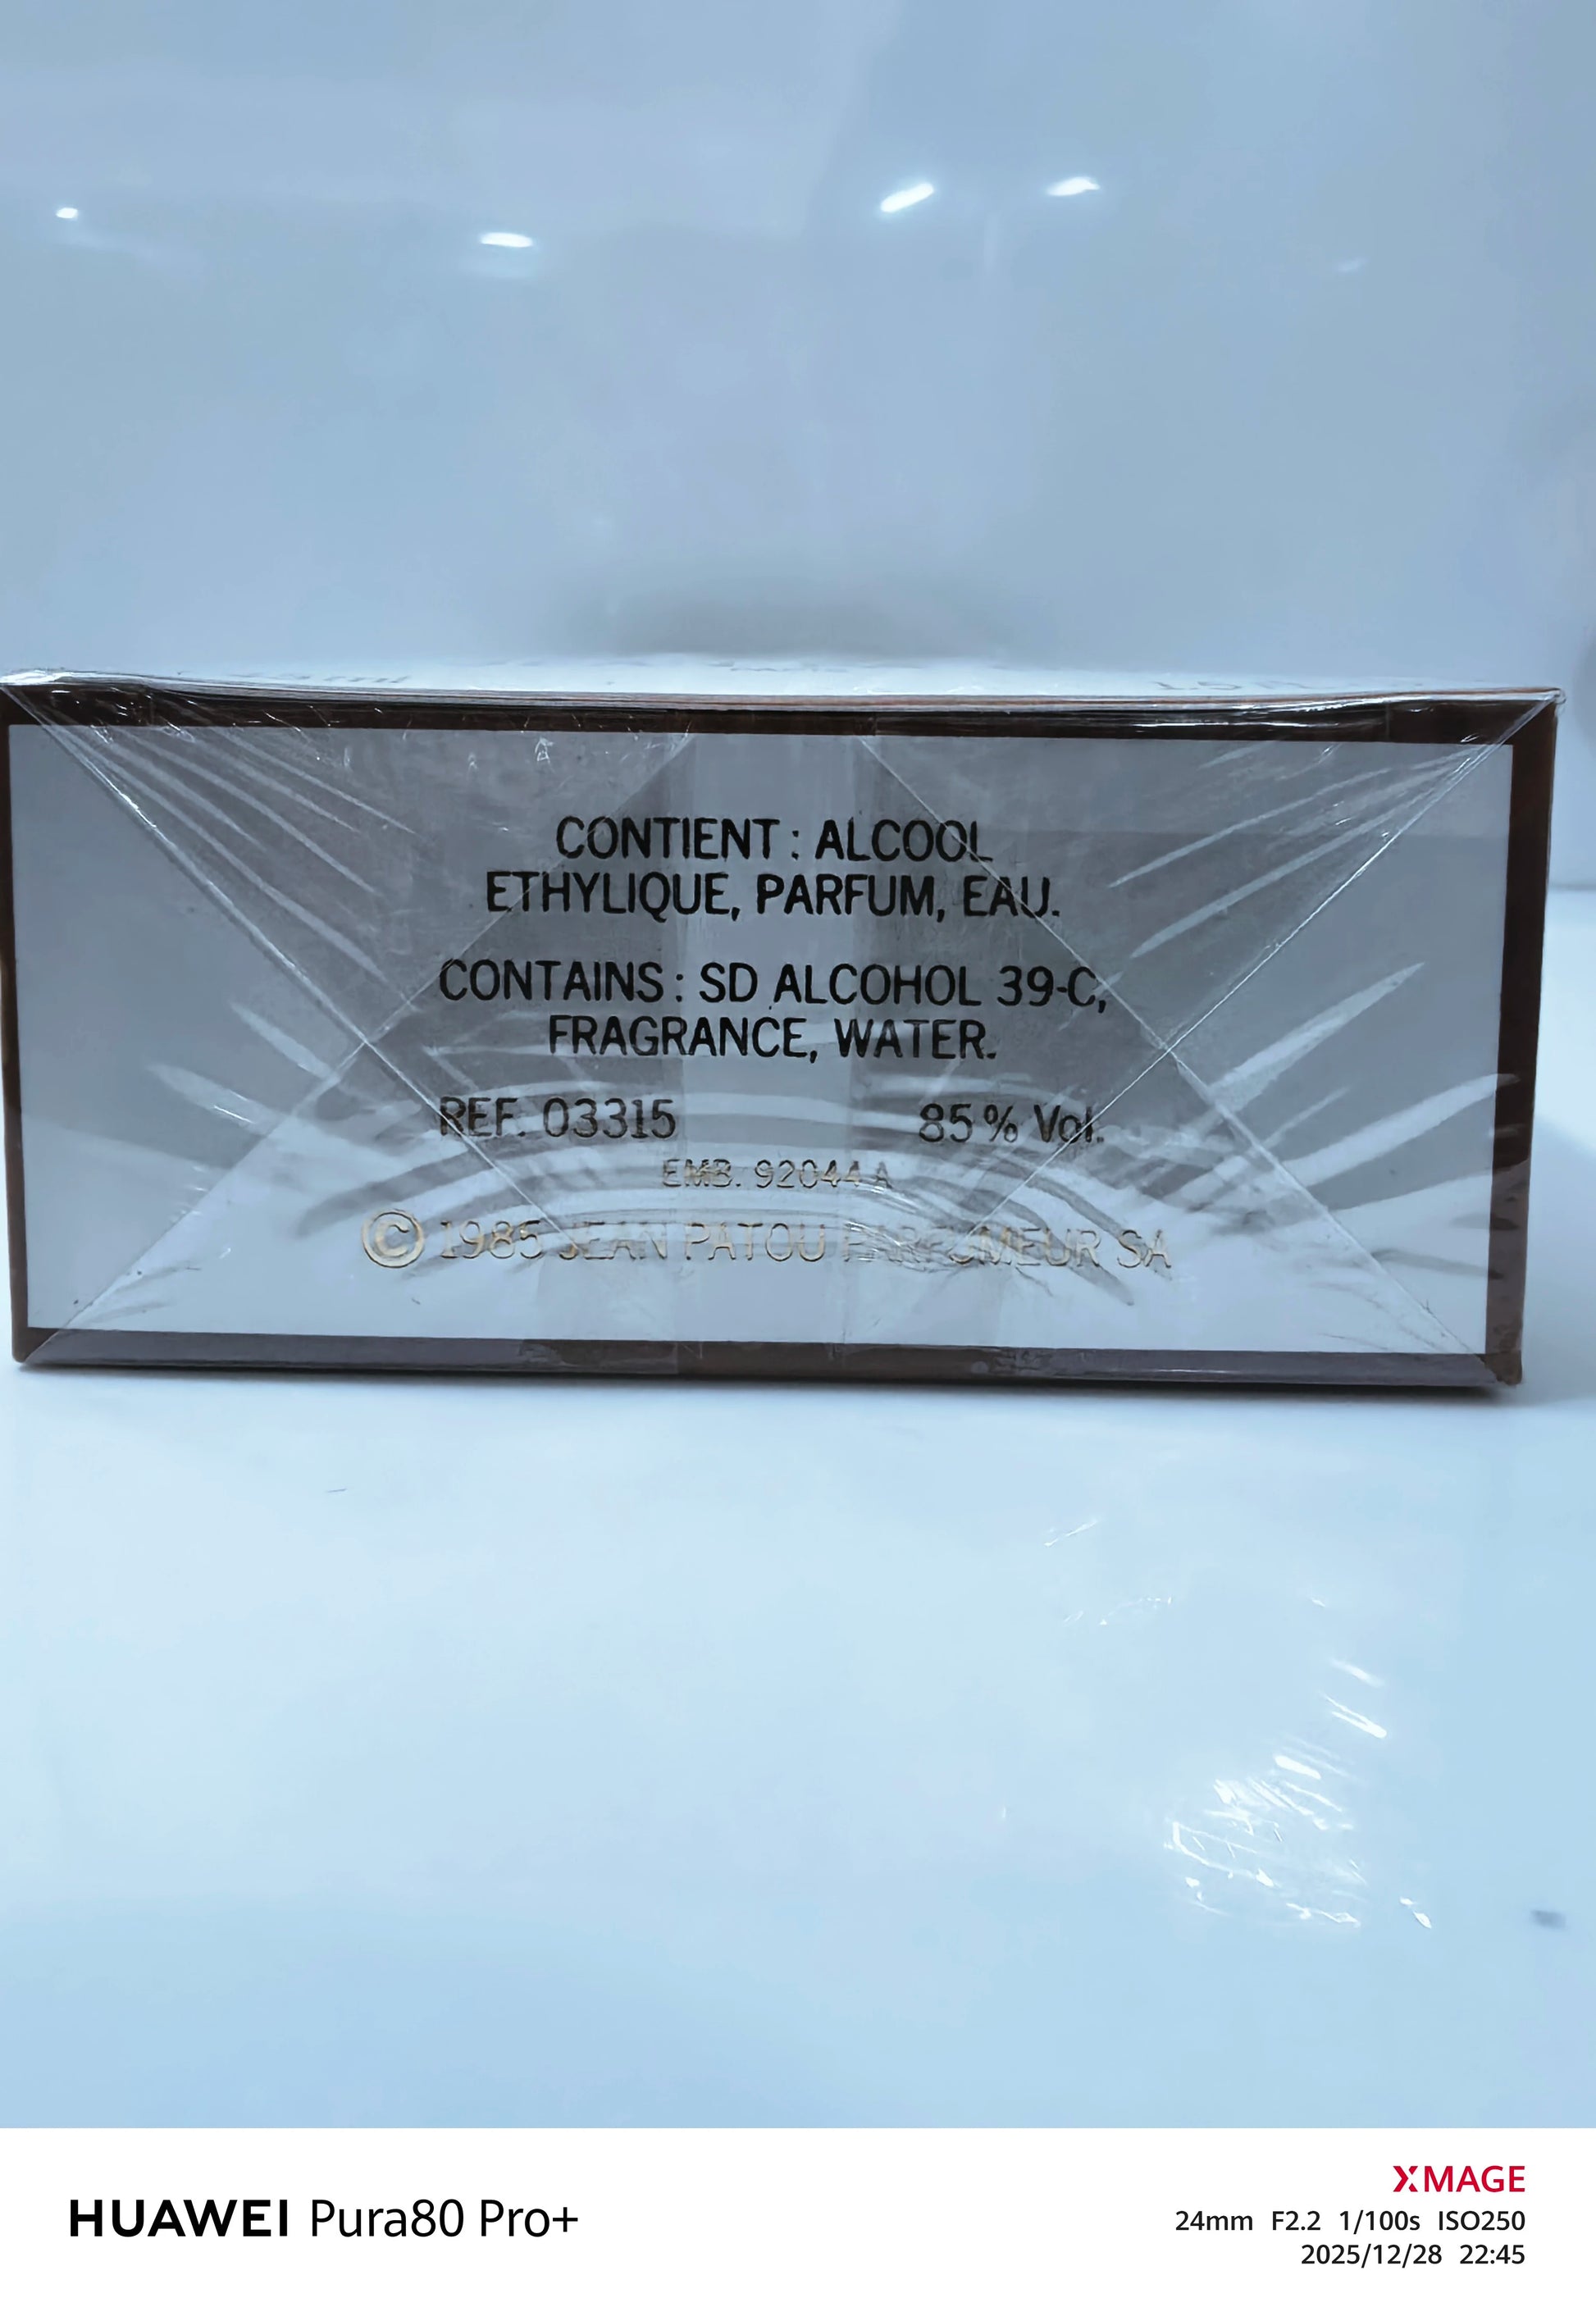 CONTIENT : ALCOOL
ETHYLIQUE, PARFUM, EAU.
CONTAINS : SD ALCOHOL 39-C,
FRAGRANCE, WATER.
REF. 03315 85% Vol.
EMB. 92044 A
© 1985 JEAN PATOU PARFUMEUR SA
HUAWEI Pura80 Pro+
XMAGE
24mm F2.2 1/100s ISO250
2025/12/28 22:45